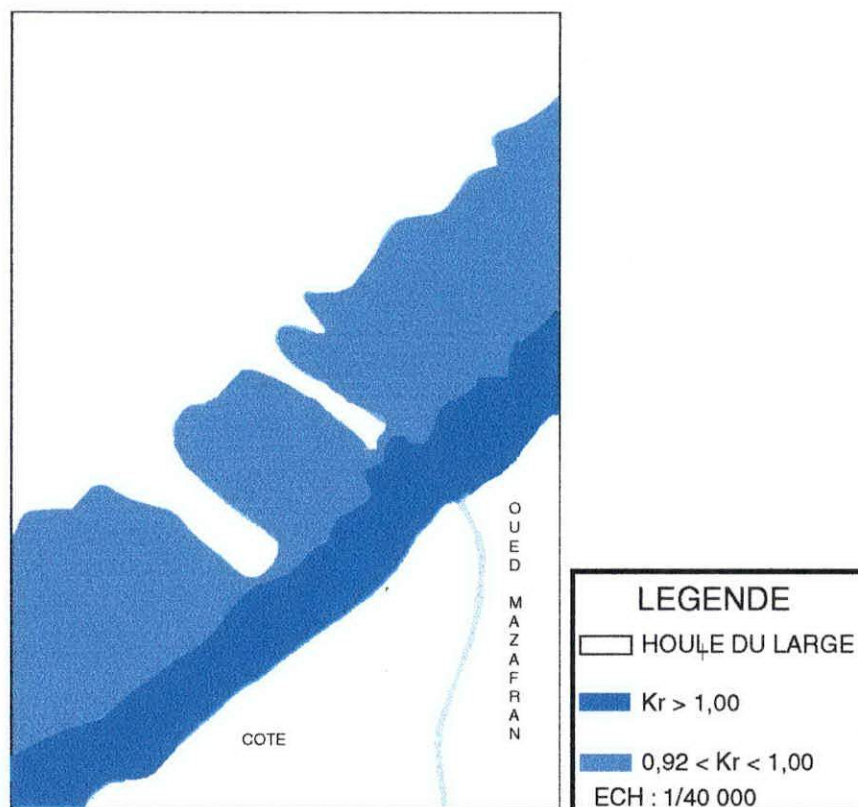 OUED MAZAFRAN
COTE
LEGENDE
HOULE DU LARGE
Kr > 1,00
0,92 < Kr < 1,00
ECH : 1/40 000